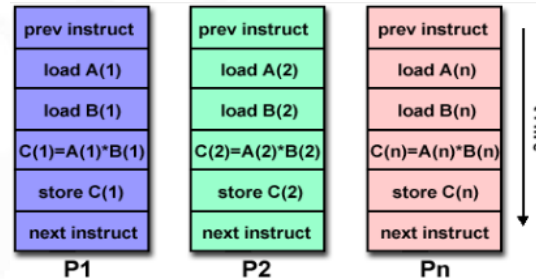 prev instruct
load A(1)
load B(1)
C(1)=A(1)*B(1)
store C(1)
next instruct
P1
prev instruct
load A(2)
load B(2)
C(2)=A(2)*B(2)
store C(2)
next instruct
P2
prev instruct
load A(n)
load B(n)
C(n)=A(n)*B(n)
store C(n)
next instruct
Pn